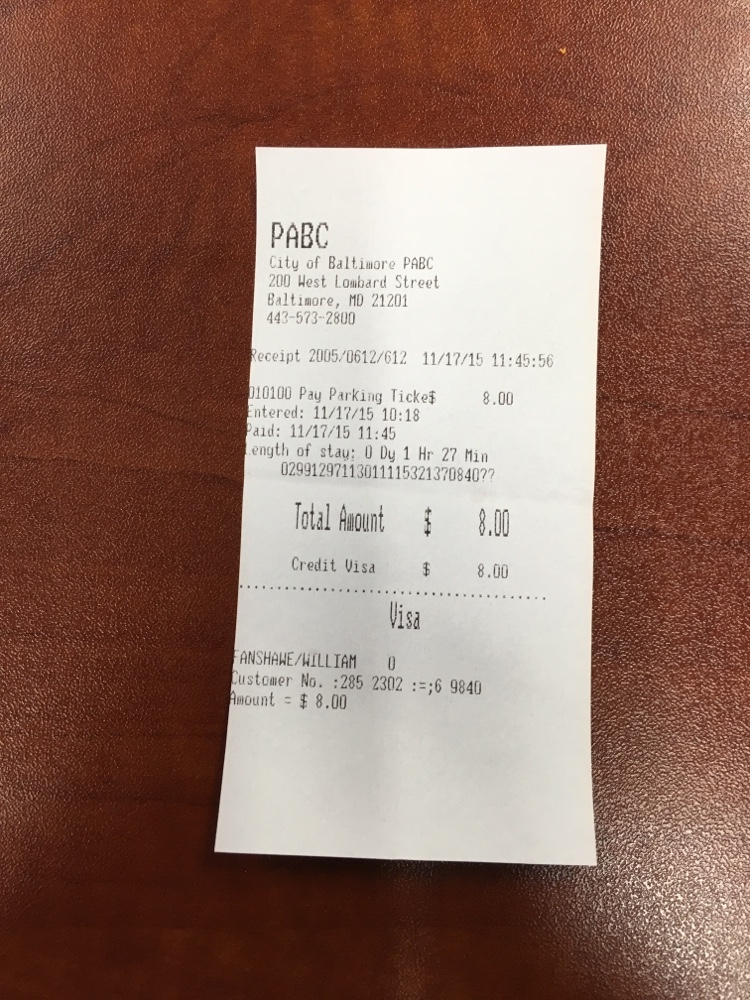 PABC
City of Baltimore PABC
200 West Lombard Street
Baltimore, MD 21201
443-573-2800
Receipt 2005/0612/612 11/17/15 11:45:56
010100 Pay Parking Ticke$ 8.00
Entered: 11/17/15 10:18
Paid: 11/17/15 11:45
Length of stay: 0 Dy 1 Hr 27 Min
02991297113011115321370840??
Total Amount $ 8.00
Credit Visa $ 8.00
Visa
FANSHAWE/WILLIAM 0
Customer No. :285 2302 :=;6 9840
Amount = $ 8.00